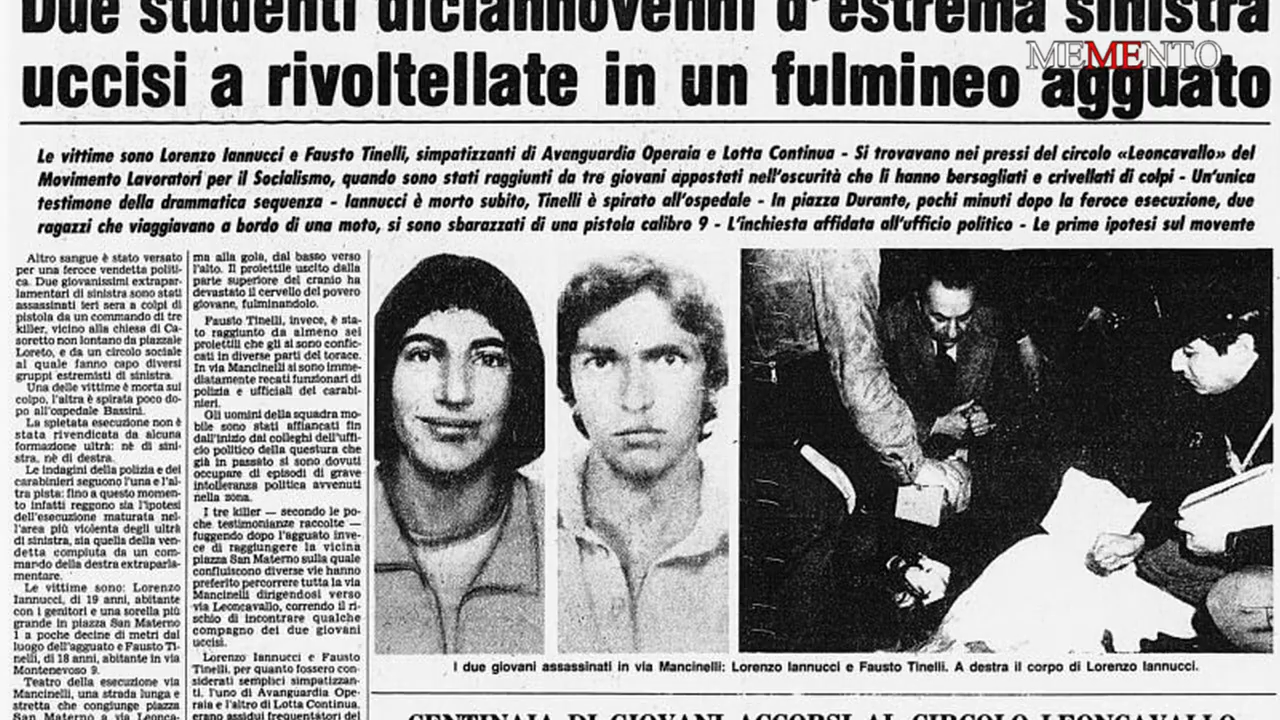 Due studenti diciannovenni d'estrema sinistra
MEMENTO
uccisi a rivoltellate in un fulmineo agguato
Le vittime sono Lorenzo Iannucci e Fausto Tinelli, simpatizzanti di Avanguardia Operaia e Lotta Continua - Si trovavano nei pressi del circolo «Leoncavallo» del
Movimento Lavoratori per il Socialismo, quando sono stati raggiunti da tre giovani appostati nell'oscurità che li hanno bersagliati e crivellati di colpi - Un'unica
testimone della drammatica sequenza - Iannucci è morto subito, Tinelli è spirato all'ospedale - In piazza Durante, pochi minuti dopo la feroce esecuzione, due
ragazzi che viaggiavano a bordo di una moto, si sono sbarazzati di una pistola calibro 9 - L'inchiesta affidata all'ufficio politico - Le prime ipotesi sul movente
Altro sangue è stato versato
per una feroce vendetta politi-
ca. Due giovanissimi extrapar-
lamentari di sinistra sono stati
assassinati ieri sera a colpi di
pistola da un commando di tre
killer, vicino alla chiesa di Ca-
soretto non lontano da piazzale
Loreto, e da un circolo sociale
al quale fanno capo diversi
gruppi estremisti di sinistra.
Una delle vittime è morta sul
colpo, l'altra è spirata poco do-
po all'ospedale Bassini.
La spietata esecuzione non è
stata rivendicata da alcuna
formazione ultrà: nè di sini-
stra, nè di destra.
Le indagini della polizia e dei
carabinieri seguono l'una e l'al-
tra pista: fino a questo momen-
to infatti reggono sia l'ipotesi
dell'esecuzione maturata nel-
l'area più violenta degli ultrà
di sinistra, sia quella della ven-
detta compiuta da un com-
mando della destra extraparla-
mentare.
Le vittime sono: Lorenzo
Iannucci, di 19 anni, abitante
con i genitori e una sorella più
grande in piazza San Materno
1 a poche decine di metri dal
luogo dell'agguato e Fausto Ti-
nelli, di 18 anni, abitante in via
Montenevoso 9.
Teatro della esecuzione via
Mancinelli, una strada lunga e
stretta che congiunge piazza
San Materno a via Leonca-
ma alla gola, dal basso verso
l'alto. Il proiettile uscito dalla
parte superiore del cranio ha
devastato il cervello del povero
giovane, fulminandolo.
Fausto Tinelli, invece, è sta-
to raggiunto da almeno sei
proiettili che gli si sono confic-
cati in diverse parti del torace.
In via Mancinelli si sono imme-
diatamente recati funzionari di
polizia e ufficiali dei carabi-
nieri.
Gli uomini della squadra mo-
bile sono stati affiancati fin
dall'inizio dai colleghi dell'uffi-
cio politico della questura che
già in passato si sono dovuti
occupare di episodi di grave
intolleranza politica avvenuti
nella zona.
I tre killer — secondo le po-
che testimonianze raccolte —
fuggendo dopo l'agguato inve-
ce di raggiungere la vicina
piazza San Materno sulla quale
confluiscono diverse vie hanno
preferito percorrere tutta la via
Mancinelli dirigendosi verso
via Leoncavallo, correndo il ri-
schio di incontrare qualche
compagno dei due giovani
uccisi.
Lorenzo Iannucci e Fausto
Tinelli, per quanto fossero con-
siderati semplici simpatizzan-
ti, l'uno di Avanguardia Ope-
raia e l'altro di Lotta Continua,
erano assidui frequentatori del
I due giovani assassinati in via Mancinelli: Lorenzo Iannucci e Fausto Tinelli. A destra il corpo di Lorenzo Iannucci.
CENTINAIA DI GIOVANI ACCORSI AL CIRCOLO LEONCAVALLO